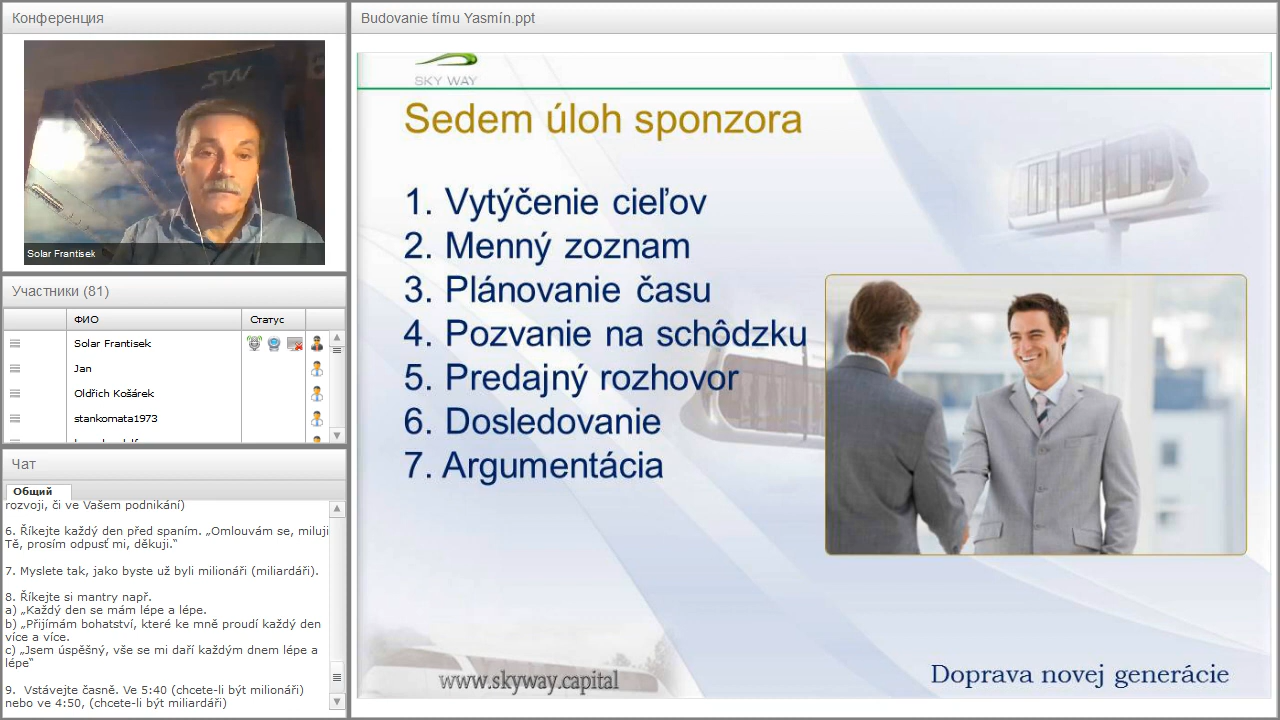 Конференция
SW
Solar Frantisek
Участники (81)
ФИО
Статус
Solar Frantisek
Jan
Oldřich Košárek
stankomata1973
Чат
Общий
rozvoji, či ve Vašem podnikání)
6. Říkejte každý den před spaním. „Omlouvám se, miluji
Tě, prosím odpusť mi, děkuji.“
7. Myslete tak, jako byste už byli milionáři (miliardáři).
8. Říkejte si mantry např.
a) „Každý den se mám lépe a lépe.
b) „Přijímám bohatství, které ke mně proudí každý den
více a více.
c) „Jsem úspěšný, vše se mi daří každým dnem lépe a
lépe“
9. Vstávejte časně. Ve 5:40 (chcete-li být milionáři)
nebo ve 4:50, (chcete-li být miliardáři)
Budovanie tímu Yasmín.ppt
SKY WAY
Sedem úloh sponzora
1. Vytýčenie cieľov
2. Menný zoznam
3. Plánovanie času
4. Pozvanie na schôdzku
5. Predajný rozhovor
6. Dosledovanie
7. Argumentácia
www.skyway.capital
Doprava novej generácie